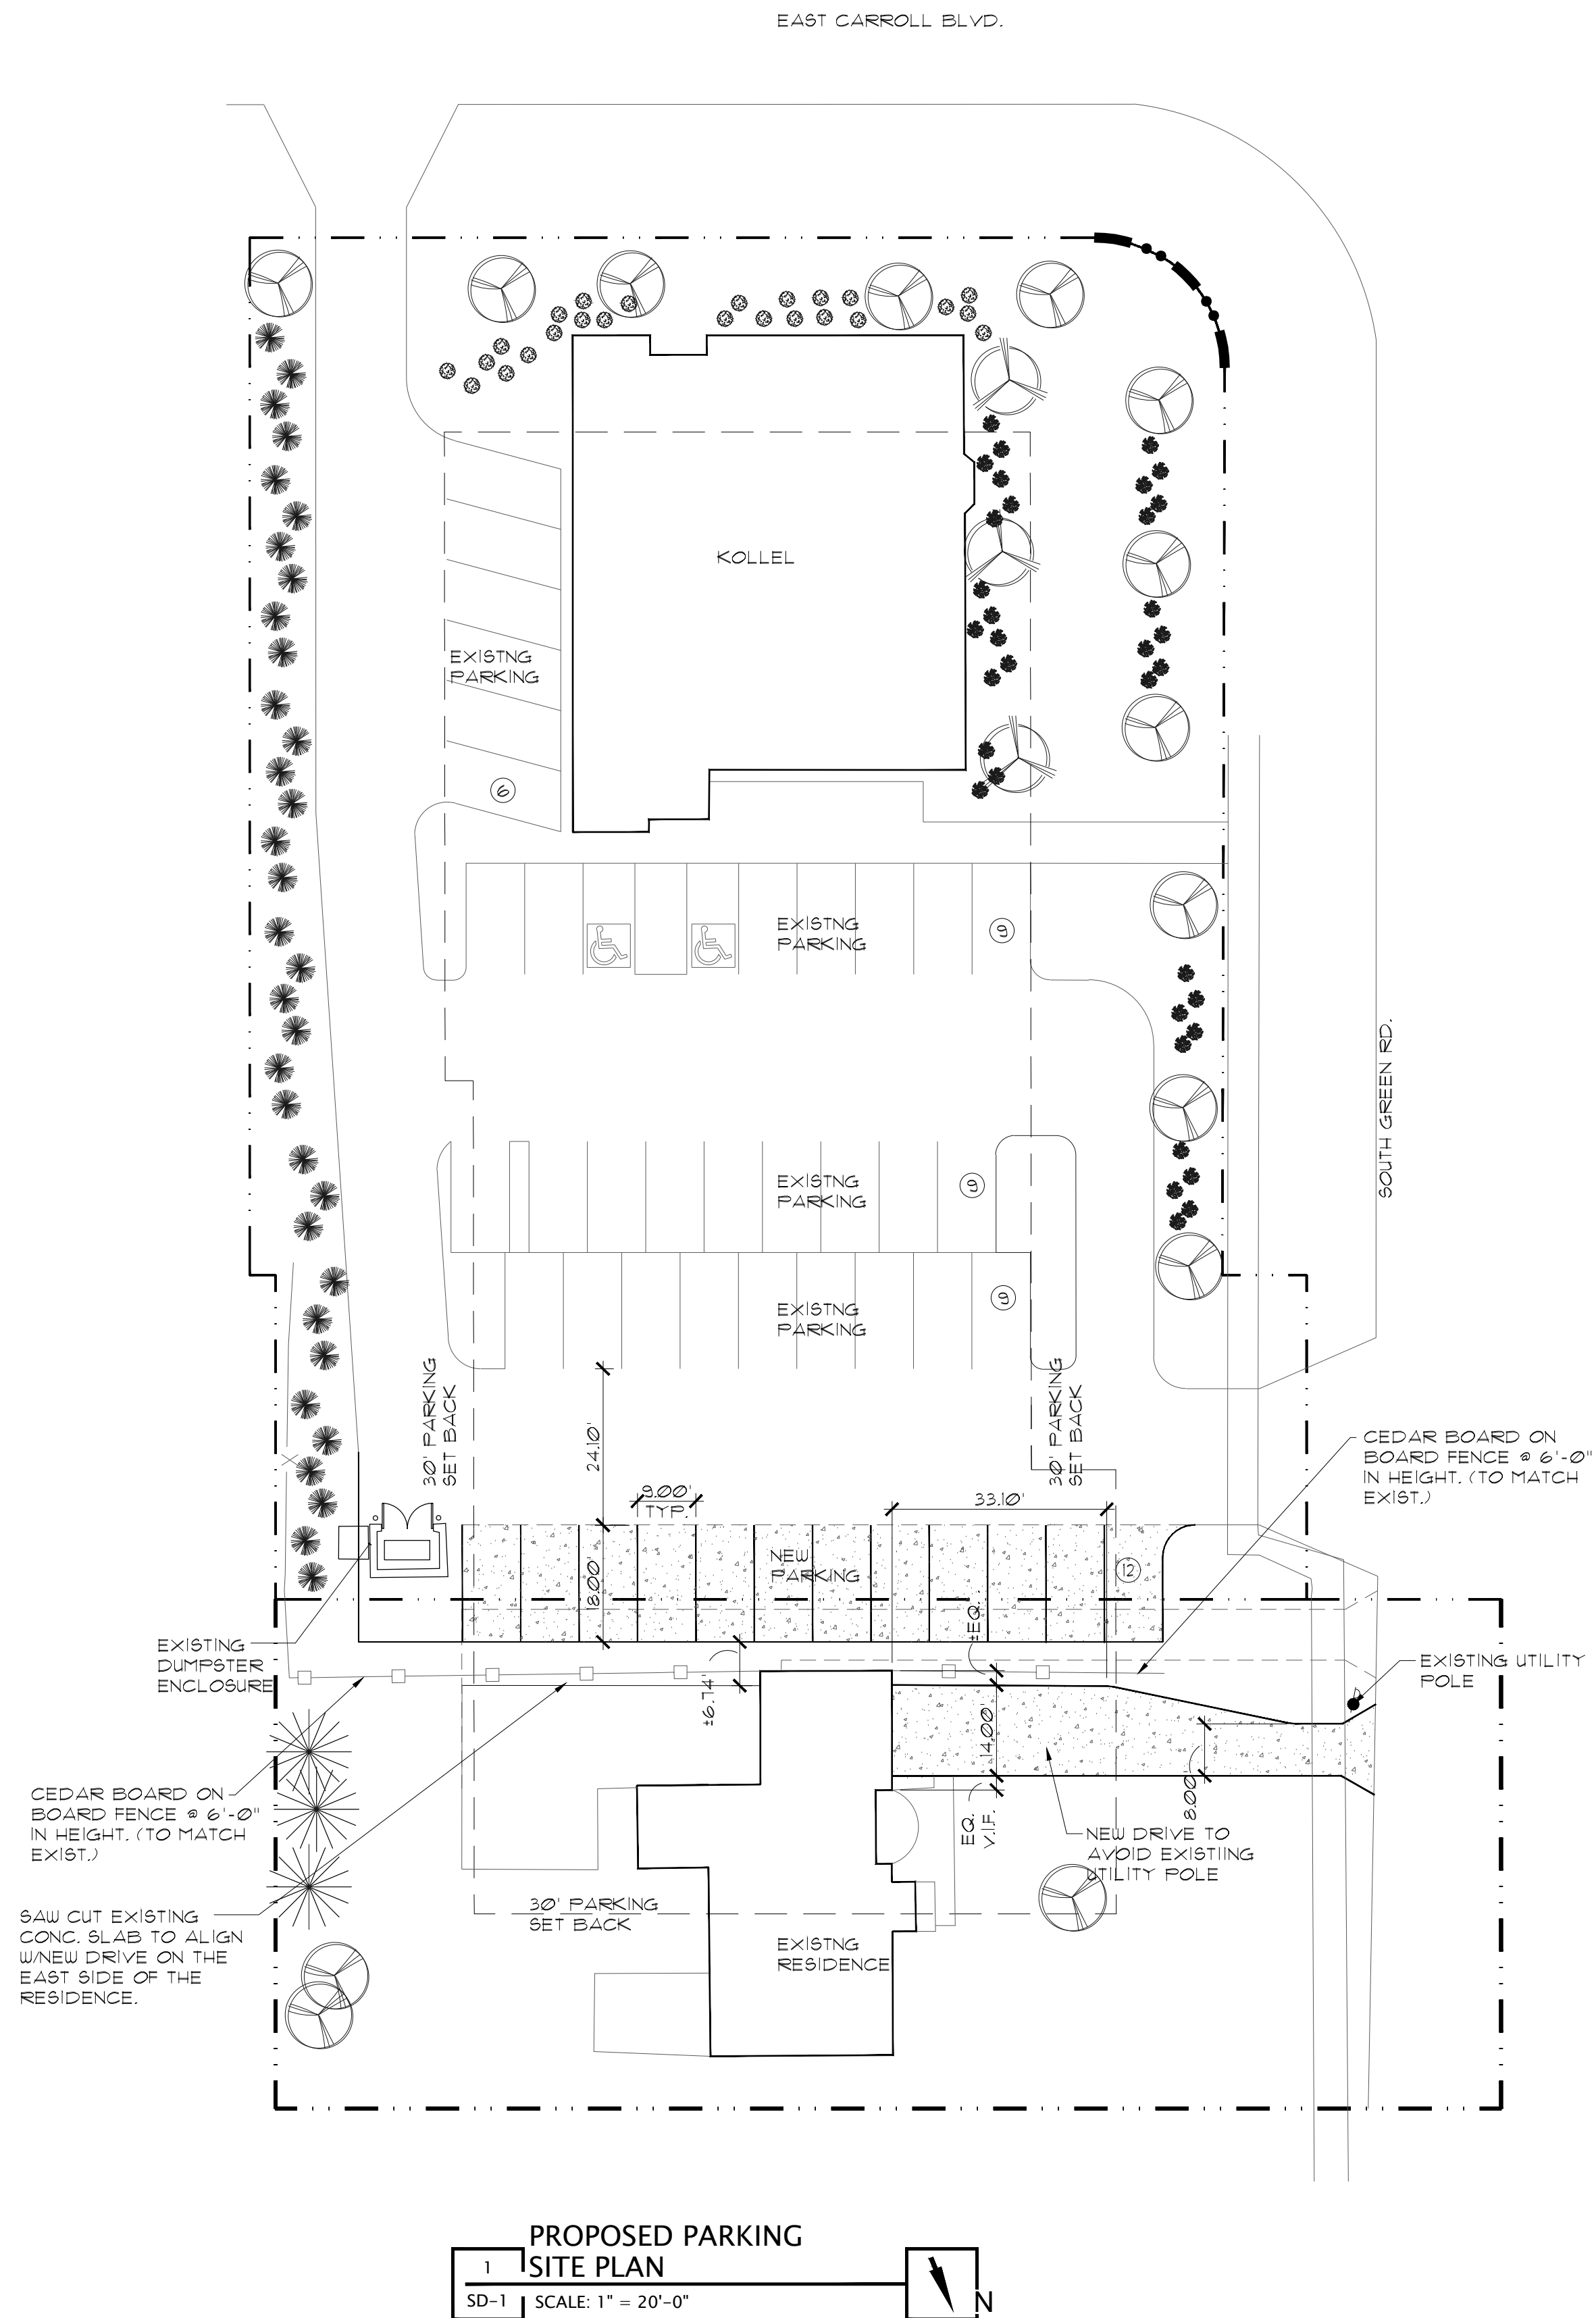 EAST CARROLL BLVD.
KOLLEL
EXISTNG
PARKING
6
EXISTNG
PARKING
9
SOUTH GREEN RD.
EXISTNG
PARKING
9
EXISTNG
PARKING
9
30' PARKING
SET BACK
24.10'
30' PARKING
SET BACK
CEDAR BOARD ON
BOARD FENCE @ 6'-0"
IN HEIGHT. (TO MATCH
EXIST.)
9.00'
TYP.
33.10'
NEW
PARKING
12
18.00'
±EQ.
EXISTING
DUMPSTER
ENCLOSURE
EXISTING UTILITY
POLE
±6.74'
14.00'
8.00'
CEDAR BOARD ON
BOARD FENCE @ 6'-0"
IN HEIGHT. (TO MATCH
EXIST.)
EQ.
V.I.F.
NEW DRIVE TO
AVOID EXISTIING
UTILITY POLE
30' PARKING
SET BACK
SAW CUT EXISTING
CONC. SLAB TO ALIGN
W/NEW DRIVE ON THE
EAST SIDE OF THE
RESIDENCE.
EXISTNG
RESIDENCE
PROPOSED PARKING
SITE PLAN
1
SD-1
SCALE: 1" = 20'-0"
N